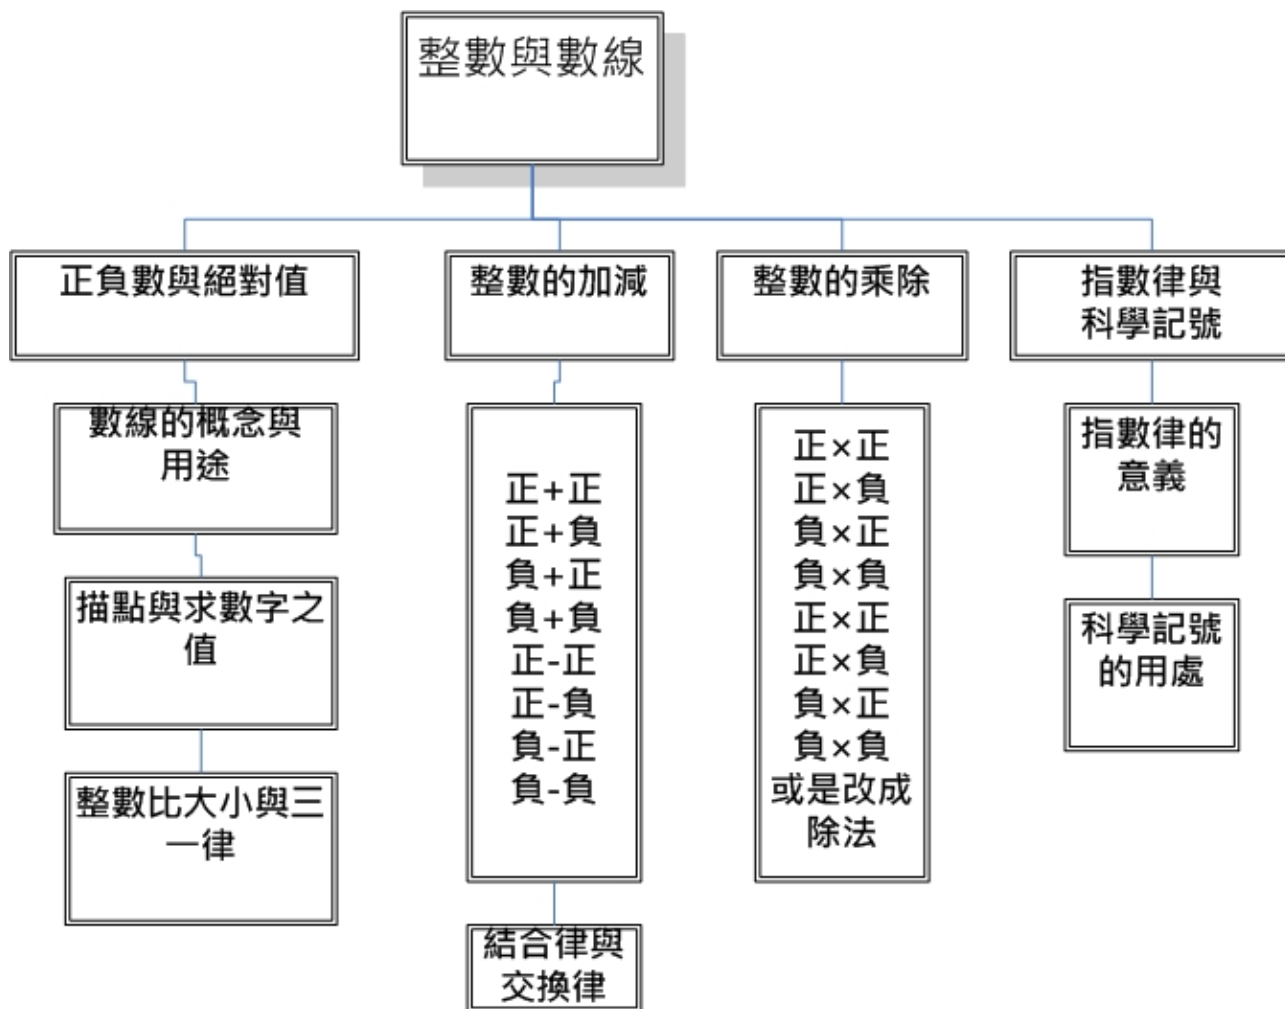 整數與數線
正負數與絕對值
整數的加減
整數的乘除
指數律與
科學記號
數線的概念與
用途
描點與求數字之
值
整數比大小與三
一律
正+正
正+負
負+正
負+負
正-正
正-負
負-正
負-負
結合律與
交換律
正×正
正×負
負×正
負×負
正×正
正×負
負×正
負×負
或是改成
除法
指數律的
意義
科學記號
的用處